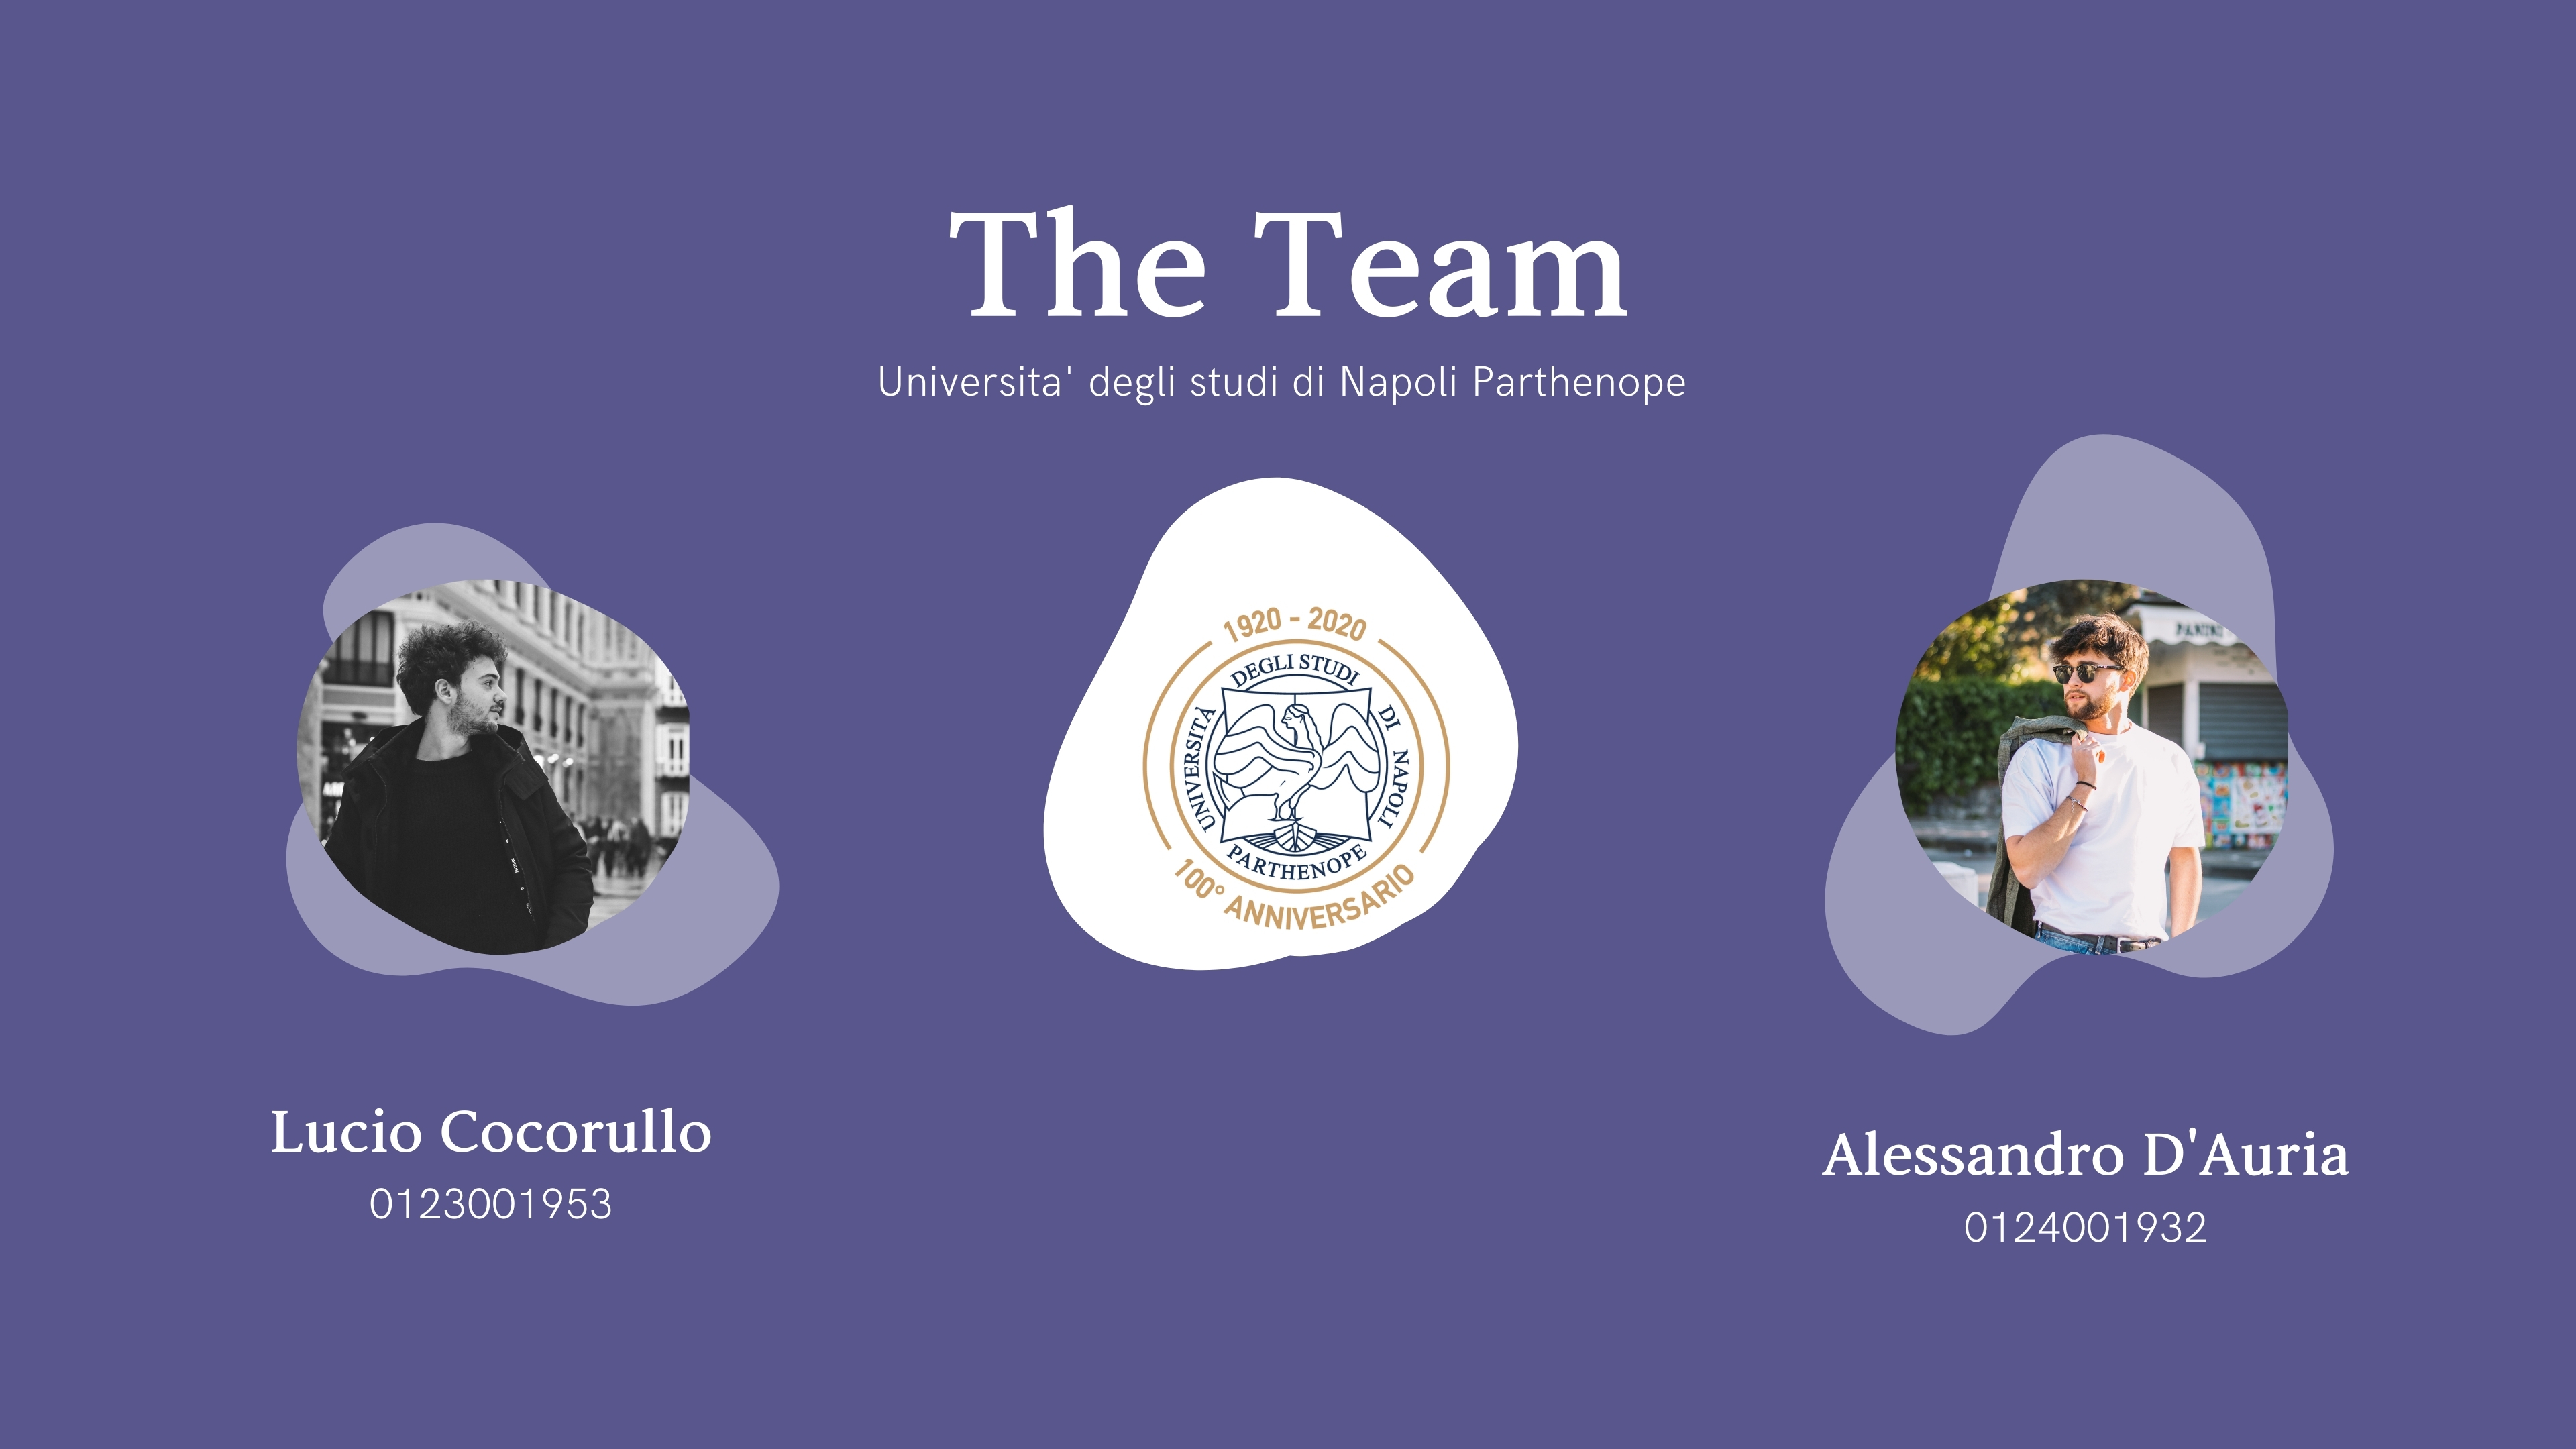 The Team
Universita' degli studi di Napoli Parthenope
PANINI
1920 - 2020
UNIVERSITÀ DEGLI STUDI DI NAPOLI
PARTHENOPE
100° ANNIVERSARIO
Lucio Cocorullo
0123001953
Alessandro D'Auria
0124001932